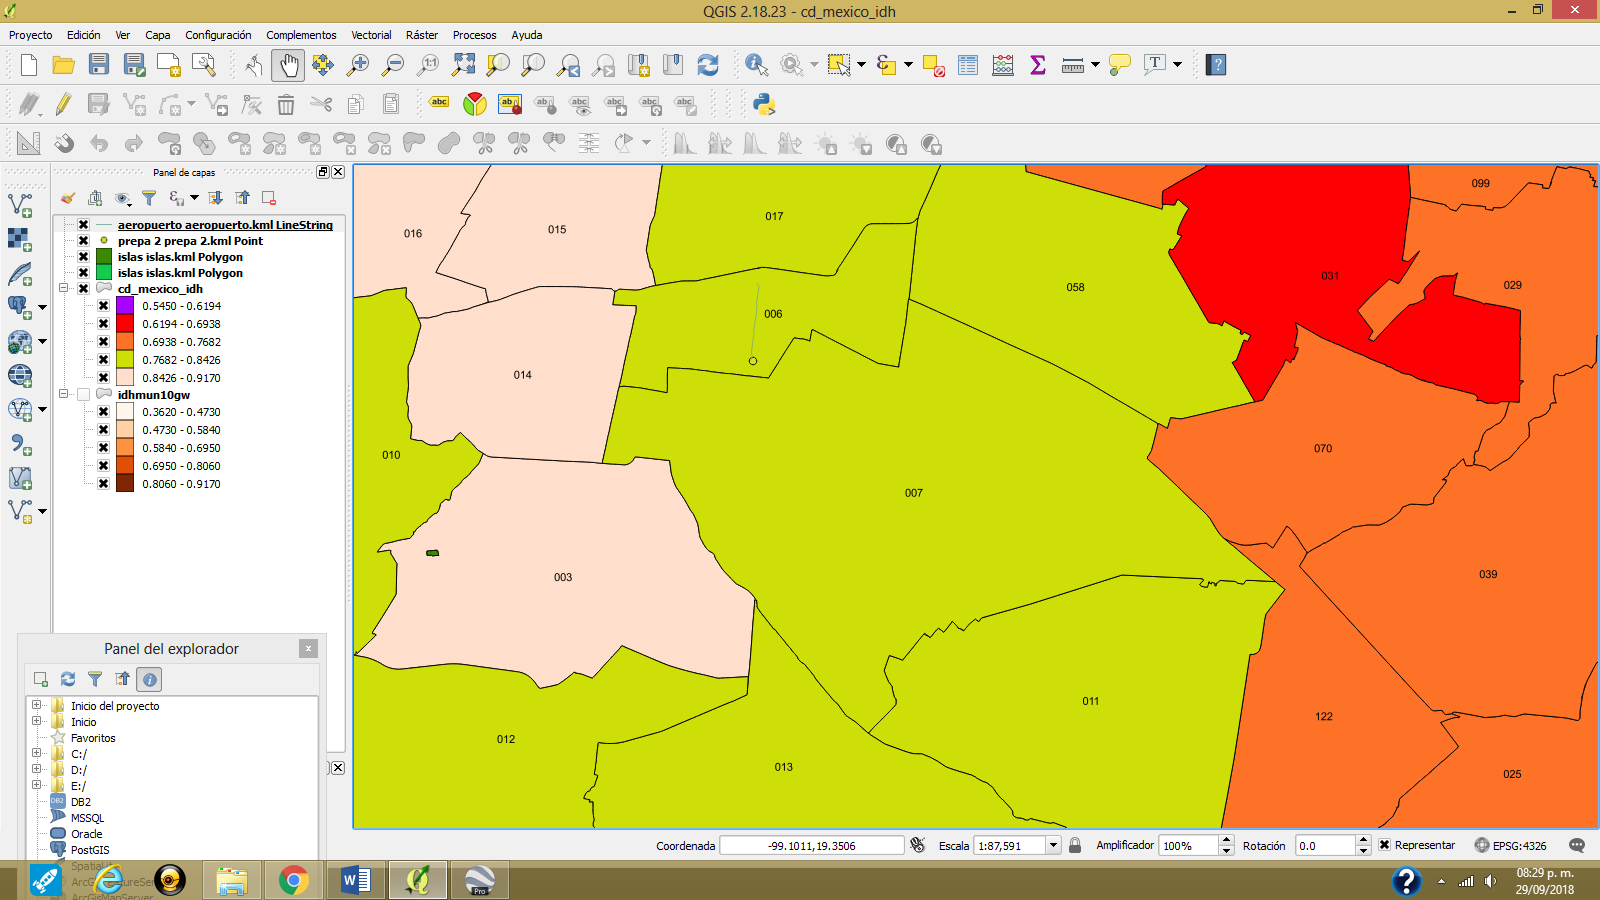 QGIS 2.18.23 - cd_mexico_idh
Proyecto Edición Ver Capa Configuración Complementos Vectorial Ráster Procesos Ayuda
Panel de capas
aeropuerto aeropuerto.kml LineString
prepa 2 prepa 2.kml Point
islas islas.kml Polygon
islas islas.kml Polygon
cd_mexico_idh
0.5450 - 0.6194
0.6194 - 0.6938
0.6938 - 0.7682
0.7682 - 0.8426
0.8426 - 0.9170
idhmun10gw
0.3620 - 0.4730
0.4730 - 0.5840
0.5840 - 0.6950
0.6950 - 0.8060
0.8060 - 0.9170
Panel del explorador
Inicio del proyecto
Inicio
Favoritos
C:/
D:/
E:/
DB2
MSSQL
Oracle
PostGIS
099
017
016
015
031
029
058
006
014
070
010
007
039
003
011
122
012
013
025
Coordenada -99.1011,19.3506 Escala 1:87,591 Amplificador 100% Rotación 0.0 Representar EPSG:4326
08:29 p. m.
29/09/2018